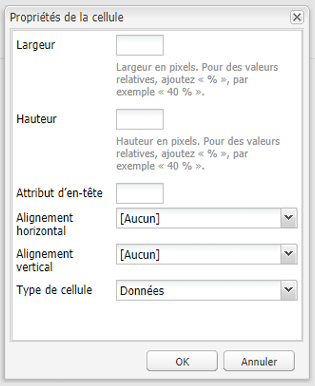 Propriétés de la cellule
Largeur
Largeur en pixels. Pour des valeurs
relatives, ajoutez « % », par
exemple « 40 % ».
Hauteur
Hauteur en pixels. Pour des valeurs
relatives, ajoutez « % », par
exemple « 40 % ».
Attribut d'en-tête
Alignement
horizontal
[Aucun]
Alignement
vertical
[Aucun]
Type de cellule
Données
OK
Annuler